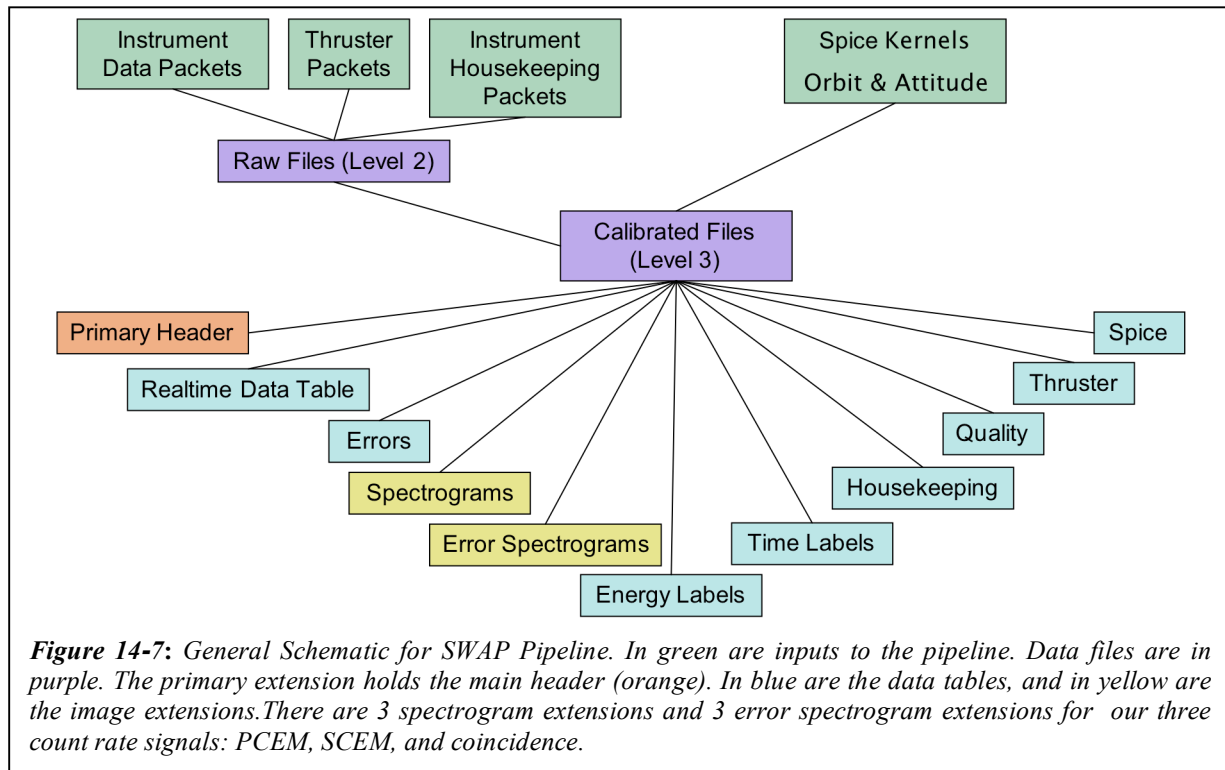 Instrument
Data Packets
Thruster
Packets
Instrument
Housekeeping
Packets
Spice Kernels
Orbit & Attitude
Raw Files (Level 2)
Calibrated Files
(Level 3)
Primary Header
Spice
Realtime Data Table
Thruster
Errors
Quality
Spectrograms
Housekeeping
Error Spectrograms
Time Labels
Energy Labels
Figure 14-7: General Schematic for SWAP Pipeline. In green are inputs to the pipeline. Data files are in
purple. The primary extension holds the main header (orange). In blue are the data tables, and in yellow are
the image extensions.There are 3 spectrogram extensions and 3 error spectrogram extensions for our three
count rate signals: PCEM, SCEM, and coincidence.